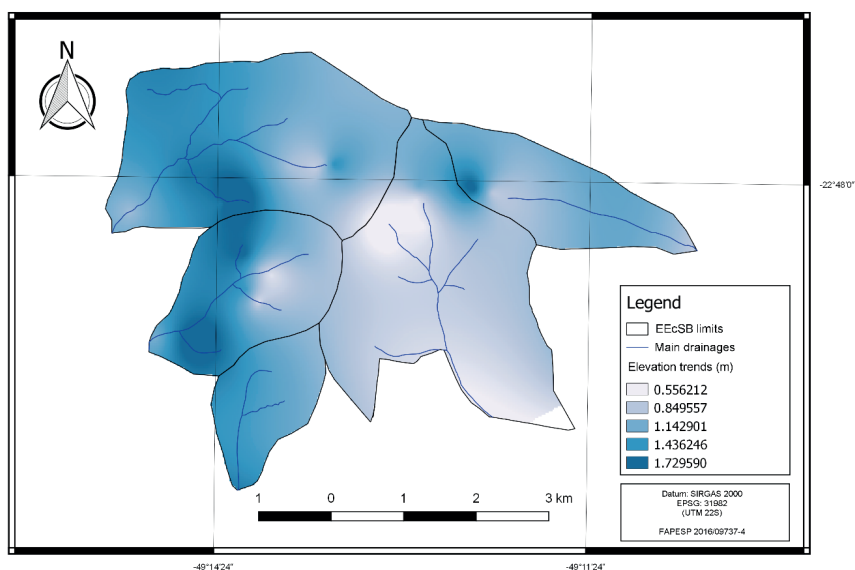 N
-22°48'0"
Legend
EEcSB limits
Main drainages
Elevation trends (m)
0.556212
0.849557
1.142901
1.436246
1.729590
1 0 1 2 3 km
Datum: SIRGAS 2000
EPSG: 31982
(UTM 22S)
FAPESP 2016/09737-4
-49°14'24" -49°11'24"